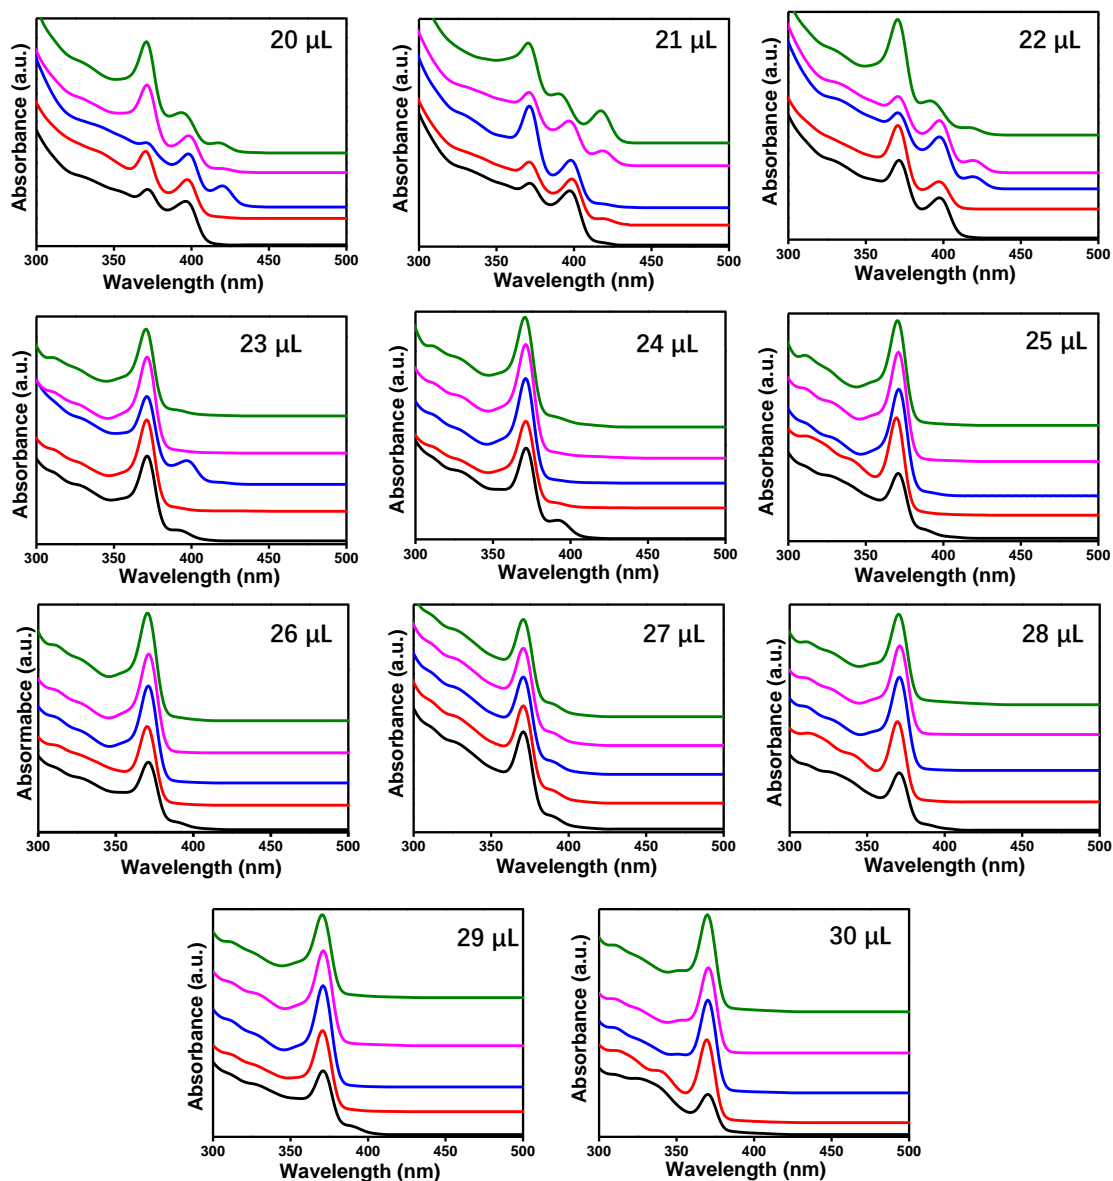 20 µL
21 µL
22 µL
Absorbance (a.u.)
Absorbance (a.u.)
Absorbance (a.u.)
300 350 400 450 500
300 350 400 450 500
300 350 400 450 500
Wavelength (nm)
Wavelength (nm)
Wavelength (nm)
23 µL
24 µL
25 µL
Absorbance (a.u.)
Absorbance (a.u.)
Absorbance (a.u.)
300 350 400 450 500
300 350 400 450 500
300 350 400 450 500
Wavelength (nm)
Wavelength (nm)
Wavelength (nm)
26 µL
27 µL
28 µL
Absormabce (a.u.)
Absorbance (a.u.)
Absorbance (a.u.)
300 350 400 450 500
300 350 400 450 500
300 350 400 450 500
Wavelength (nm)
Wavelength (nm)
Wavelength (nm)
29 µL
30 µL
Absorbance (a.u.)
Absorbance (a.u.)
300 350 400 450 500
300 350 400 450 500
Wavelength (nm)
Wavelength (nm)